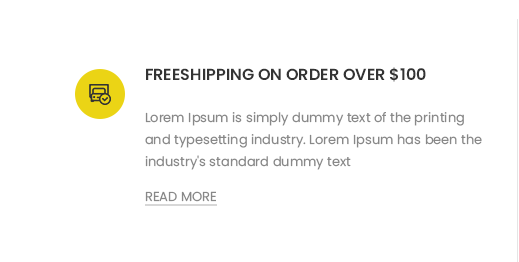 FREESHIPPING ON ORDER OVER $100
Lorem Ipsum is simply dummy text of the printing
and typesetting industry. Lorem Ipsum has been the
industry's standard dummy text
READ MORE